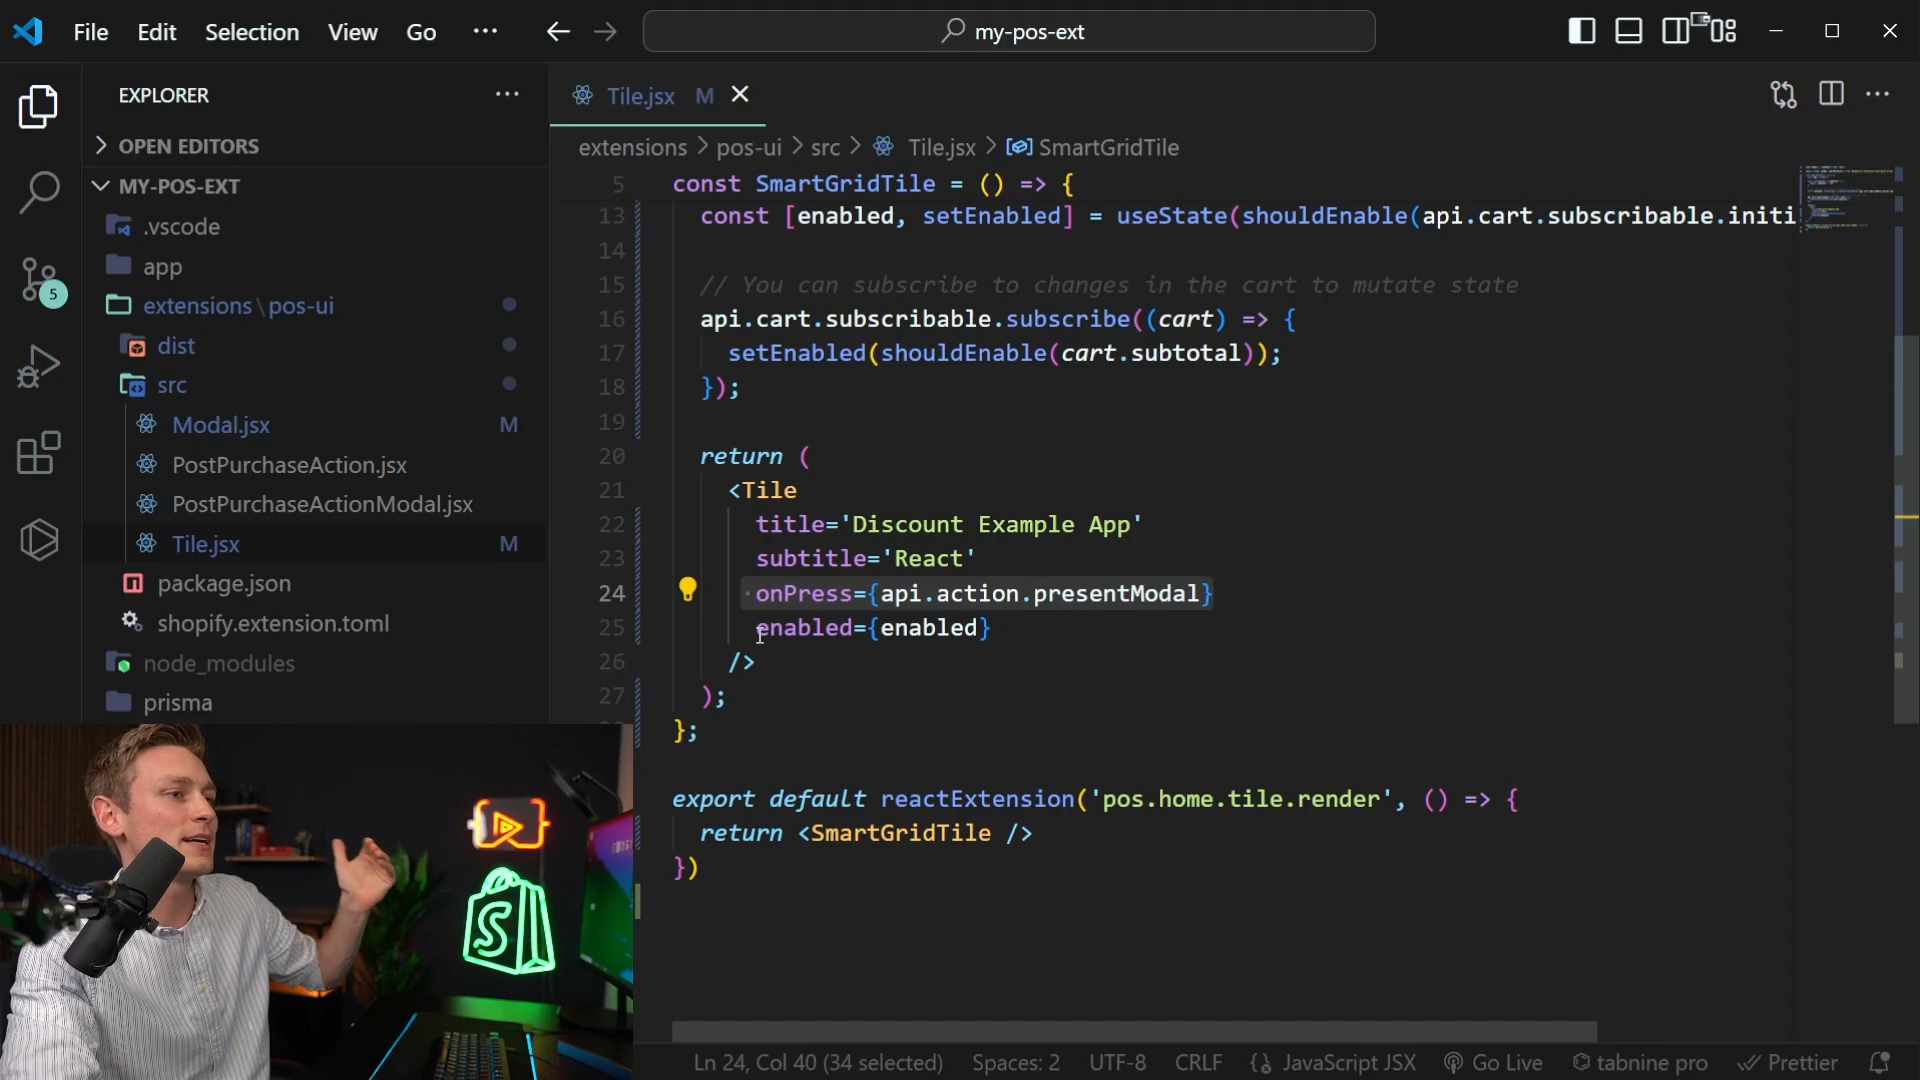 File Edit Selection View Go ··· my-pos-ext
EXPLORER ···
OPEN EDITORS
MY-POS-EXT
.vscode
app
extensions\pos-ui
dist
src
Modal.jsx M
PostPurchaseAction.jsx
PostPurchaseActionModal.jsx
Tile.jsx M
package.json
shopify.extension.toml
node_modules
prisma
5
Tile.jsx M
extensions > pos-ui > src > Tile.jsx > SmartGridTile
5 const SmartGridTile = () => {
13 const [enabled, setEnabled] = useState(shouldEnable(api.cart.subscribable.initi
14
15 // You can subscribe to changes in the cart to mutate state
16 api.cart.subscribable.subscribe((cart) => {
17 setEnabled(shouldEnable(cart.subtotal));
18 });
19
20 return (
21 <Tile
22 title='Discount Example App'
23 subtitle='React'
24 onPress={api.action.presentModal}
25 enabled={enabled}
26 />
27 );
};
export default reactExtension('pos.home.tile.render', () => {
return <SmartGridTile />
})
S
Ln 24, Col 40 (34 selected) Spaces: 2 UTF-8 CRLF {} JavaScript JSX Go Live tabnine pro Prettier